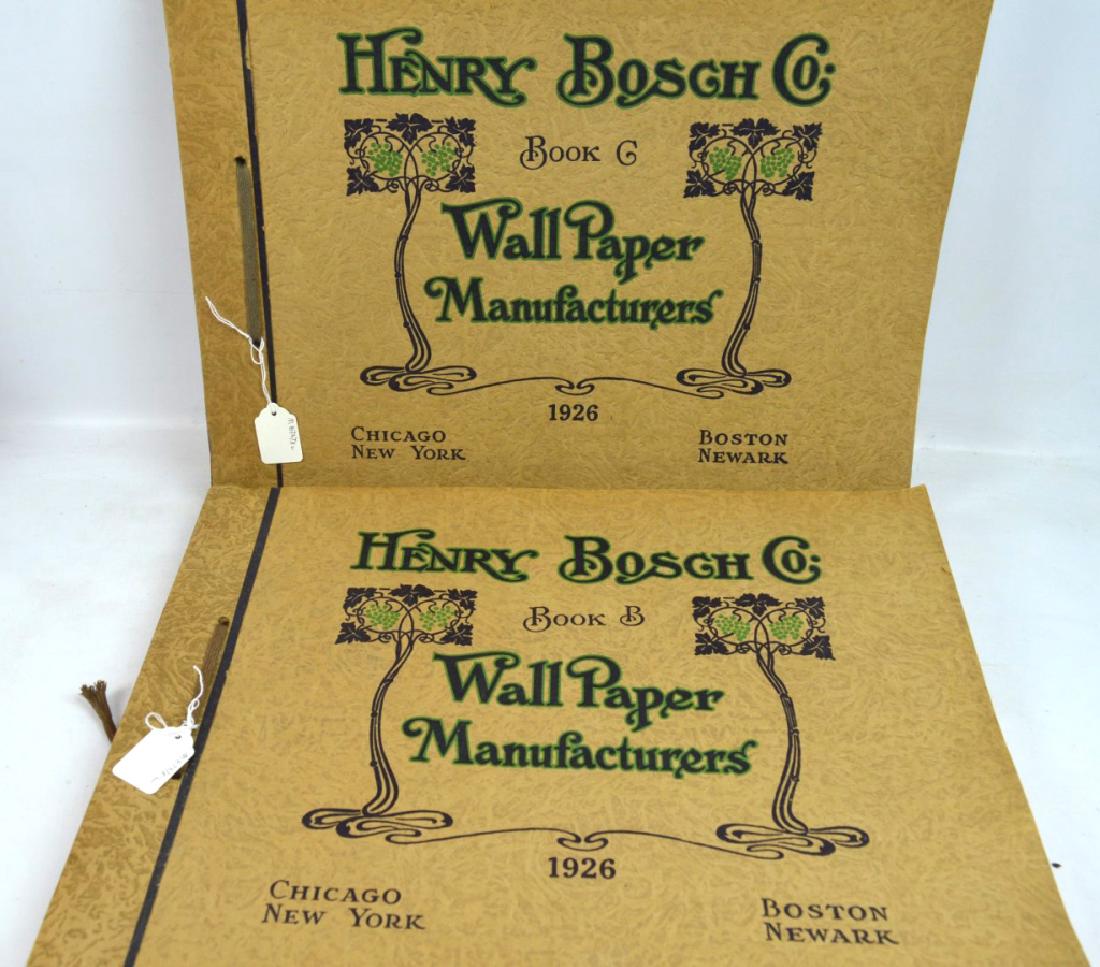 HENRY BOSCH CO:
BOOK C
Wall Paper
Manufacturers
1926
CHICAGO
NEW YORK
BOSTON
NEWARK
HENRY BOSCH CO:
BOOK B
Wall Paper
Manufacturers
1926
CHICAGO
NEW YORK
BOSTON
NEWARK